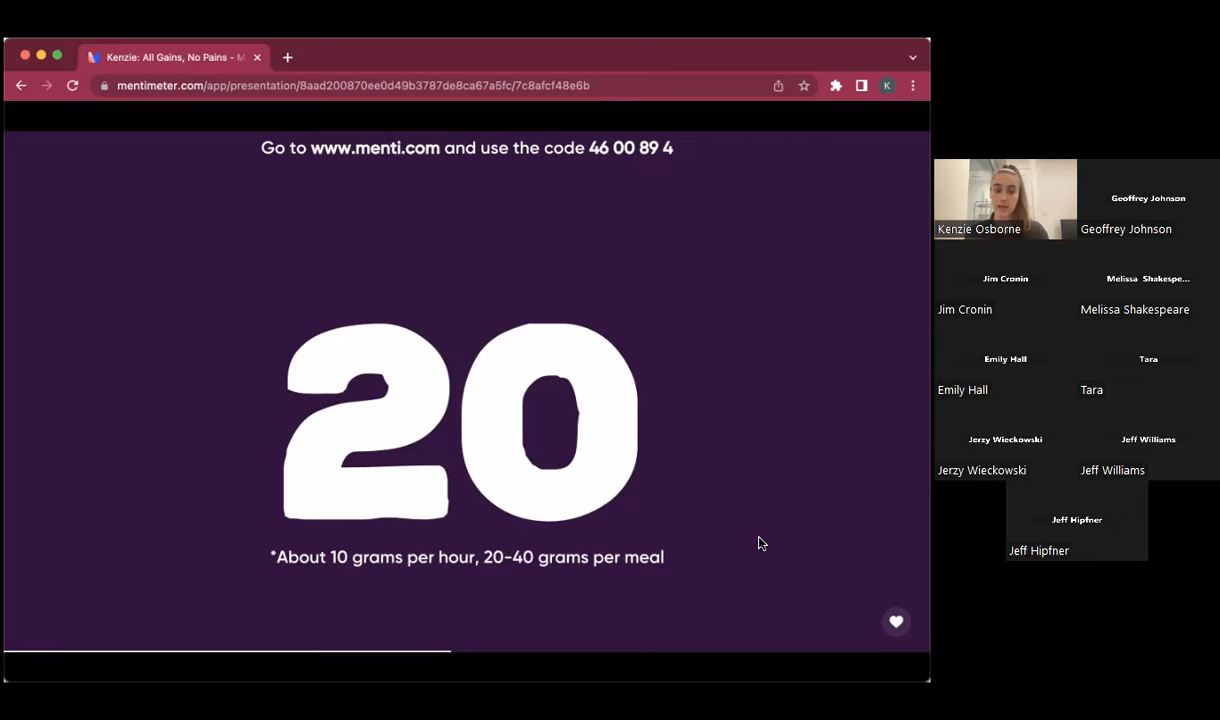 Kenzie: All Gains, No Pains - M
mentimeter.com/app/presentation/8aad200870ee0d49b3787de8ca67a5fc/7c8afcf48e6b
K
Go to www.menti.com and use the code 46 00 89 4
20
*About 10 grams per hour, 20-40 grams per meal
Kenzie Osborne
Geoffrey Johnson
Geoffrey Johnson
Jim Cronin
Jim Cronin
Melissa Shakespe...
Melissa Shakespeare
Emily Hall
Emily Hall
Tara
Tara
Jerzy Wieckowski
Jerzy Wieckowski
Jeff Williams
Jeff Williams
Jeff Hipfner
Jeff Hipfner